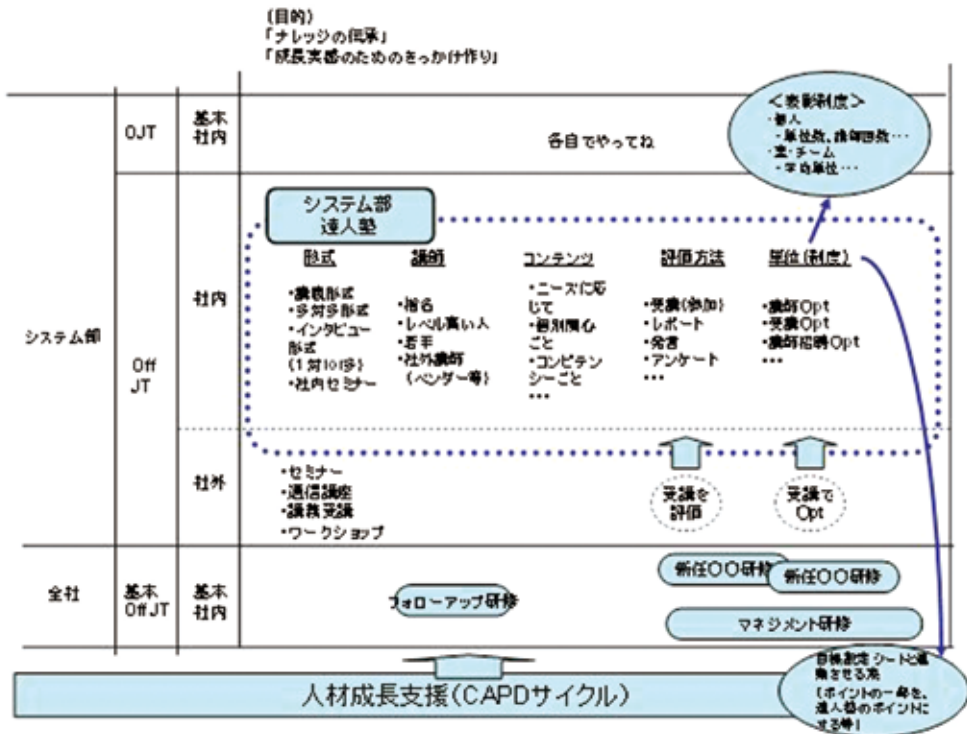 (目的)
「ナレッジの伝承」
「成長実感のためのきっかけ作り」
＜表彰制度＞
・個人
・単位数、講師回数…
・室・チーム
・平均単位…
OJT
基本
社内
各自でやってね
システム部
達人塾
形式
講師
コンテンツ
評価方法
単位(制度)
システム部
Off
JT
社内
・講義形式
・多対多形式
・インタビュー
形式
(1対1or多)
・社内セミナー
・指名
・レベル高い人
・若手
・社外講師
(ベンダー等)
・ニーズに応
じて
・個別関心
ごと
・コンピテン
シーごと
…
・受講(参加)
・レポート
・発言
・アンケート
…
・講師0pt
・受講0pt
・講師招聘0pt
…
社外
・セミナー
・通信講座
・講義受講
・ワークショップ
受講を
評価
受講で
0pt
全社
基本
OffJT
基本
社内
フォローアップ研修
新任〇〇研修
新任〇〇研修
マネジメント研修
人材成長支援(CAPDサイクル)
目標設定シートと連
動をさせる為
(ポイントの一部を、
達人塾のポイントに
する等)